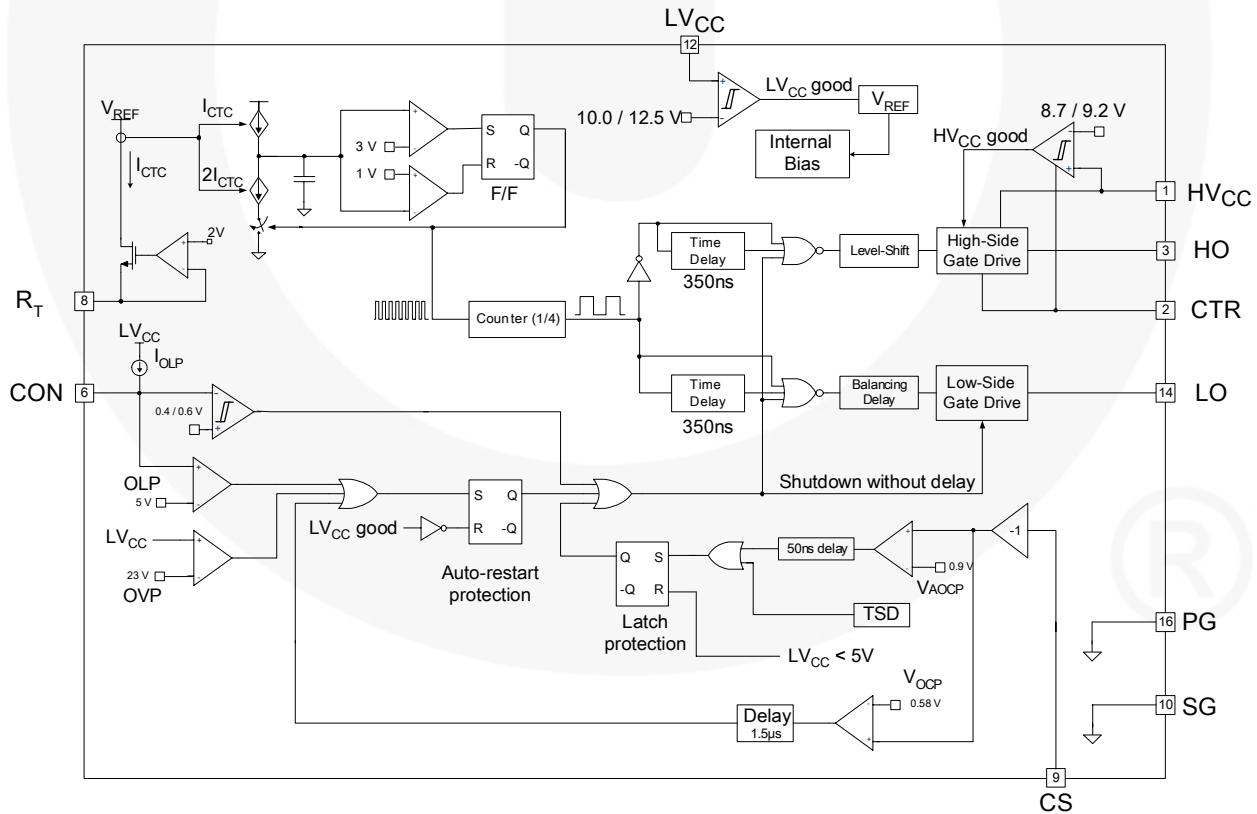 LVCC
12
LVCC good
10.0 / 12.5 V
+
-
VREF
Internal
Bias
8.7 / 9.2 V
HVCC good
-
+
1
HVCC
VREF
ICTC
ICTC
2ICTC
3 V
1 V
+
-
+
-
S
Q
R
-Q
F/F
2V
+
-
8
RT
Time
Delay
350ns
Level-Shift
High-Side
Gate Drive
3
HO
2
CTR
Counter (1/4)
LVCC
IOLP
CON
6
0.4 / 0.6 V
-
+
Time
Delay
350ns
Balancing
Delay
Low-Side
Gate Drive
14
LO
OLP
5 V
+
-
S
Q
R
-Q
LVCC good
Auto-restart
protection
Shutdown without delay
LVCC
23 V
OVP
+
-
Q
S
-Q
R
Latch
protection
50ns delay
+
-
-1
0.9 V
VAOCP
TSD
LVCC < 5V
16
PG
VOCP
0.58 V
-
+
Delay
1.5µs
10
SG
9
CS
®